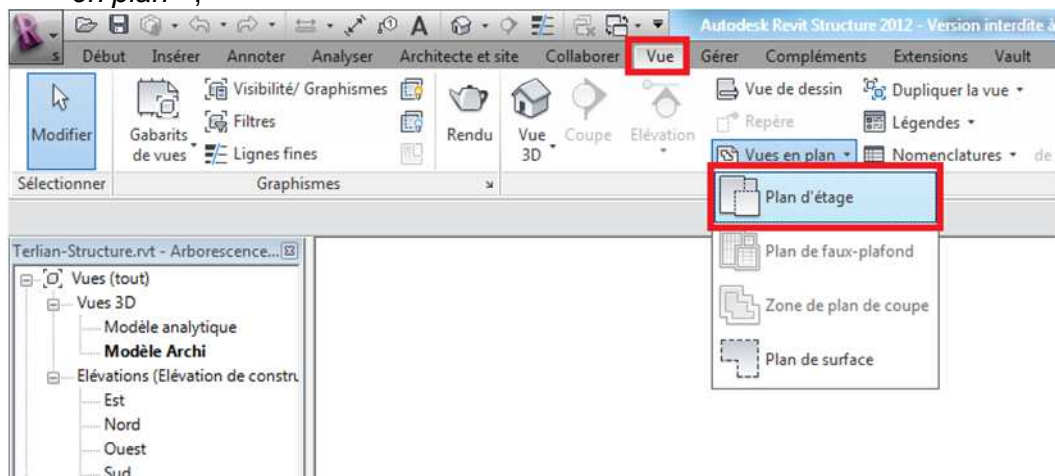 en plan" ;
Autodesk Revit Structure 2012 - Version interdite à
Début Insérer Annoter Analyser Architecte et site Collaborer Vue Gérer Compléments Extensions Vault
Modifier
Gabarits de vues
Visibilité/ Graphismes
Filtres
Lignes fines
Rendu
Vue 3D
Coupe
Elévation
Vue de dessin
Dupliquer la vue
Repère
Légendes
Vues en plan
Nomenclatures
de
Sélectionner
Graphismes
Plan d'étage
Plan de faux-plafond
Zone de plan de coupe
Plan de surface
Terlian-Structure.rvt - Arborescence...
Vues (tout)
Vues 3D
Modèle analytique
Modèle Archi
Elévations (Elévation de constru
Est
Nord
Ouest
Sud